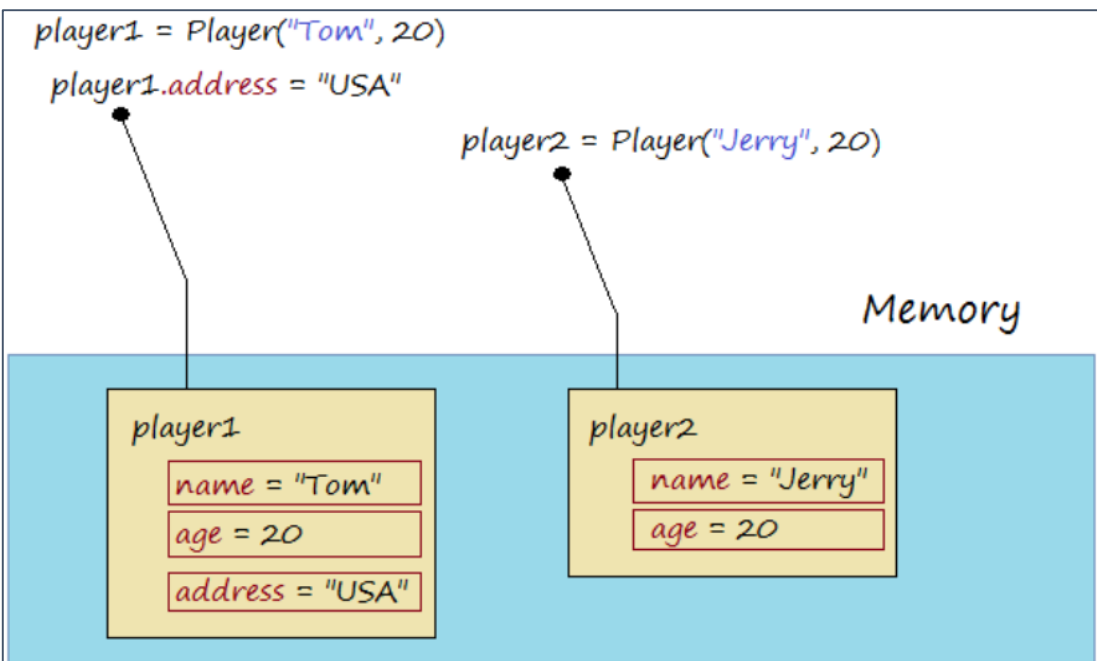 player1 = Player("Tom", 20)
player1.address = "USA"
player2 = Player("Jerry", 20)
Memory
player1
name = "Tom"
age = 20
address = "USA"
player2
name = "Jerry"
age = 20